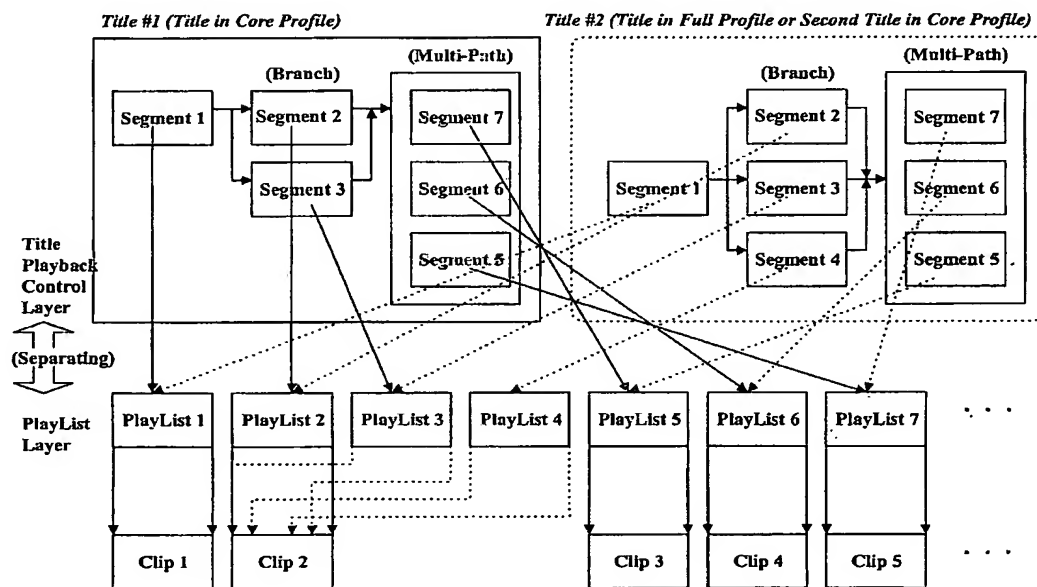 Title #1 (Title in Core Profile)
Title #2 (Title in Full Profile or Second Title in Core Profile)
(Multi-Path)
(Branch)
Segment 1
Segment 2
Segment 3
Segment 7
Segment 6
Segment 5
(Multi-Path)
(Branch)
Segment 1
Segment 2
Segment 3
Segment 4
Segment 7
Segment 6
Segment 5
Title
Playback
Control
Layer
(Separating)
PlayList
Layer
PlayList 1
PlayList 2
PlayList 3
PlayList 4
PlayList 5
PlayList 6
PlayList 7
. . .
Clip 1
Clip 2
Clip 3
Clip 4
Clip 5
. . .